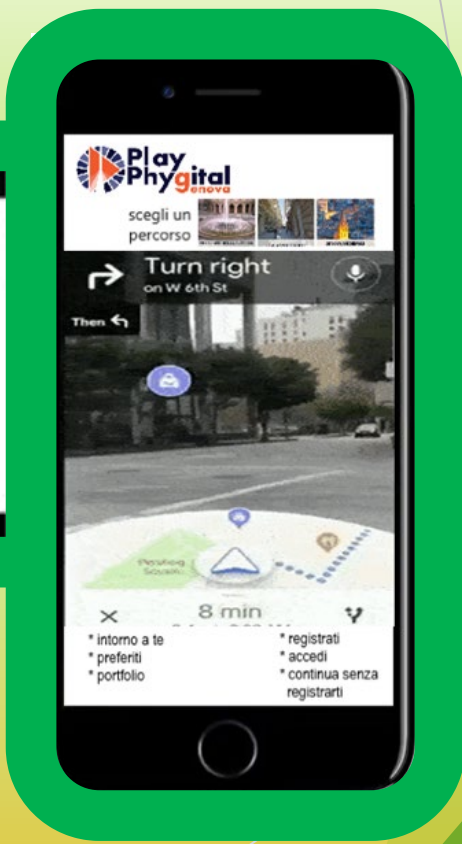 Play
Phygital
enova
scegli un
percorso
Turn right
on W 6th St
Then
8 min
* intorno a te
* preferiti
* portfolio
* registrati
* accedi
* continua senza
registrarti